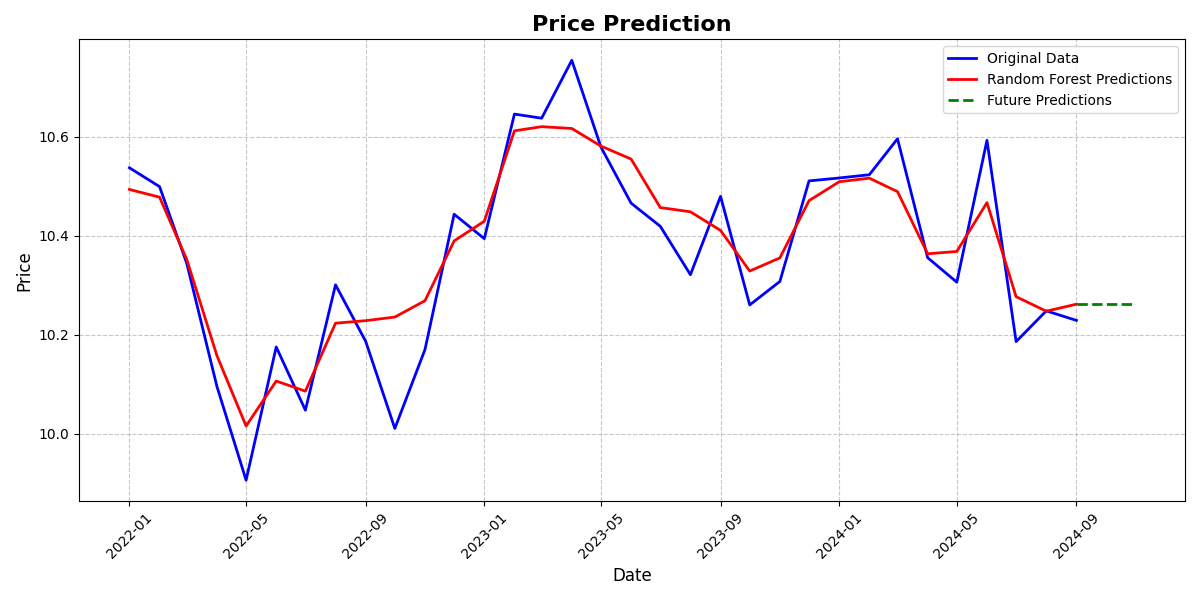 Price Prediction
Original Data
Random Forest Predictions
Future Predictions
Price
10.6
10.4
10.2
10.0
2022-01
2022-05
2022-09
2023-01
2023-05
2023-09
2024-01
2024-05
2024-09
Date